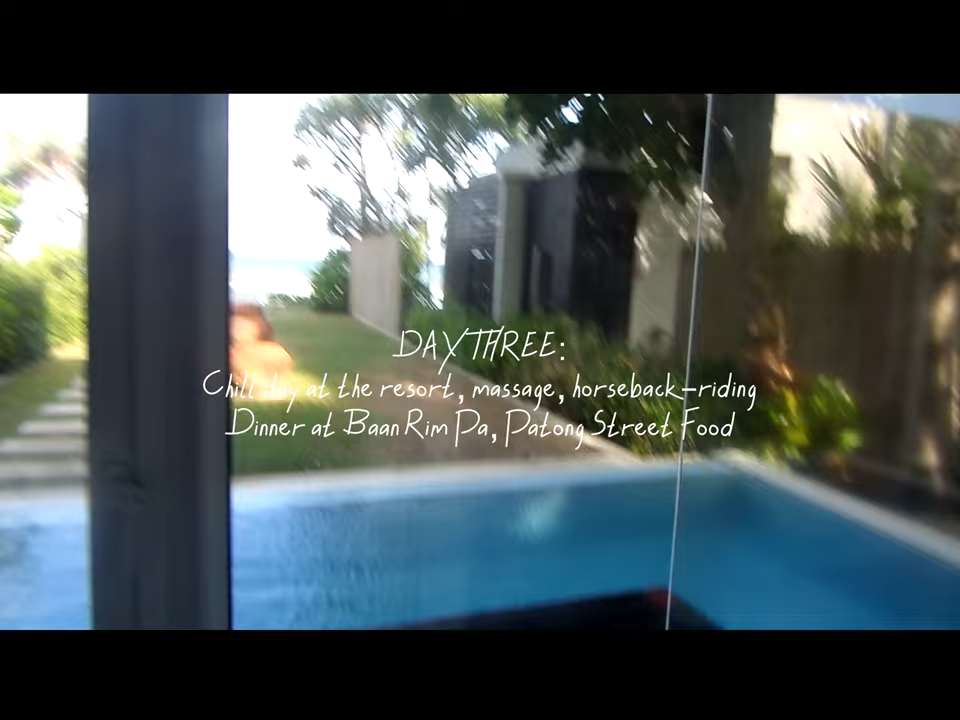 DAY THREE:
Chill day at the resort, massage, horseback-riding
Dinner at Baan Rim Pa, Patong Street Food